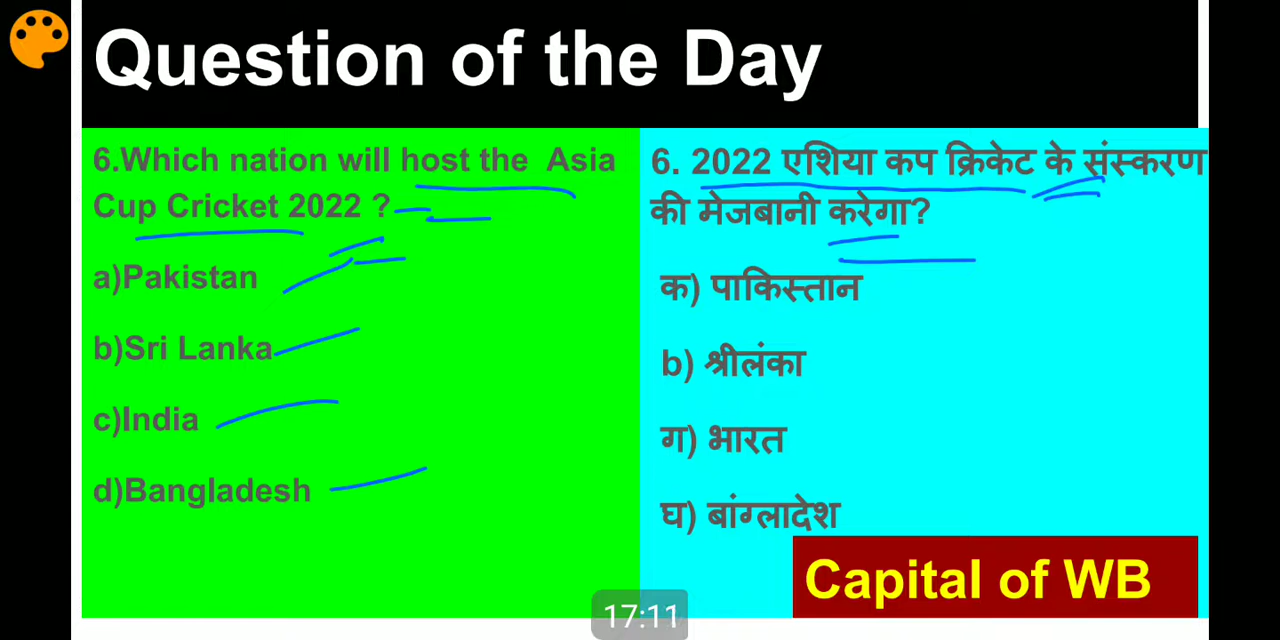 Question of the Day
6.Which nation will host the Asia
Cup Cricket 2022 ?
a)Pakistan
b)Sri Lanka
c)India
d)Bangladesh
6. 2022 एशिया कप क्रिकेट के संस्करण
की मेजबानी करेगा?
क) पाकिस्तान
b) श्रीलंका
ग) भारत
घ) बांग्लादेश
Capital of WB
17:11